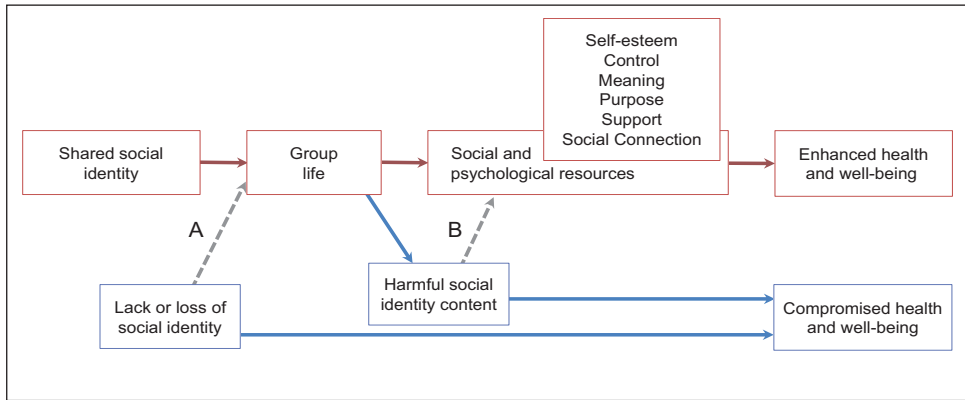 Self-esteem
Control
Meaning
Purpose
Support
Social Connection
Shared social
identity
Group
life
Social and
psychological resources
Enhanced health
and well-being
A
B
Lack or loss of
social identity
Harmful social
identity content
Compromised health
and well-being